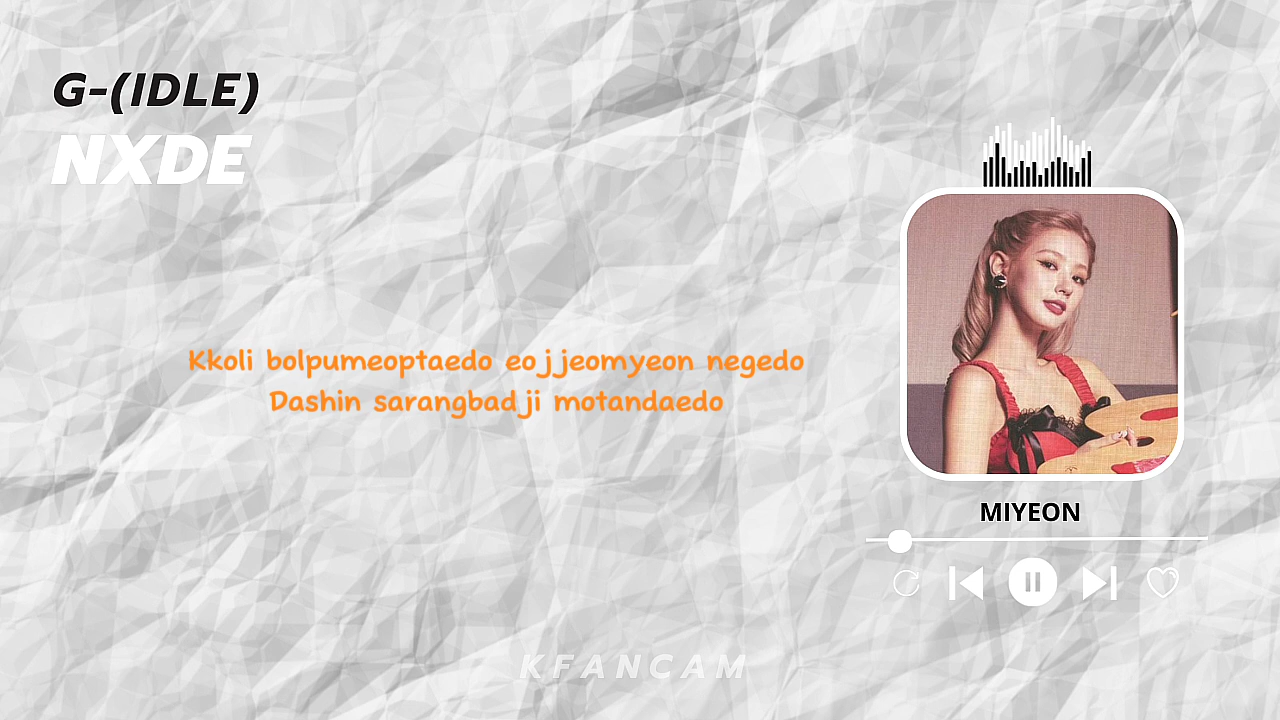 G-(IDLE)
NXDE
Kkoli bolpumeoptaedo eojjeomyeon negedo
Dashin sarangbadji motandaedo
MIYEON
KFANCAM